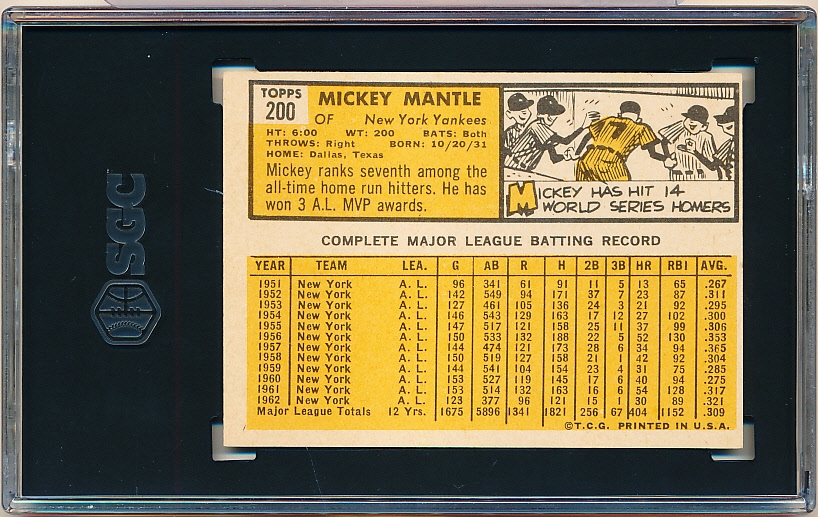 SGC
TOPPS
200
MICKEY MANTLE
OF New York Yankees
HT: 6:00 WT: 200 BATS: Both
THROWS: Right BORN: 10/20/31
HOME: Dallas, Texas
Mickey ranks seventh among the
all-time home run hitters. He has
won 3 A.L. MVP awards.
7
MICKEY HAS HIT 14
WORLD SERIES HOMERS
COMPLETE MAJOR LEAGUE BATTING RECORD
YEAR TEAM LEA. G AB R H 2B 3B HR RBI AVG.
1951 New York A. L. 96 341 61 91 11 5 13 65 .267
1952 New York A. L. 142 549 94 171 37 7 23 87 .311
1953 New York A. L. 127 461 105 136 24 3 21 92 .295
1954 New York A. L. 146 543 129 163 17 12 27 102 .300
1955 New York A. L. 147 517 121 158 25 11 37 99 .306
1956 New York A. L. 150 533 132 188 22 5 52 130 .353
1957 New York A. L. 144 474 121 173 28 6 34 94 .365
1958 New York A. L. 150 519 127 158 21 1 42 92 .304
1959 New York A. L. 144 541 104 154 23 4 31 75 .285
1960 New York A. L. 153 527 119 145 17 6 40 94 .275
1961 New York A. L. 153 514 132 163 16 6 54 128 .317
1962 New York A. L. 123 377 96 121 15 1 30 89 .321
Major League Totals 12 Yrs. 1675 5896 1341 1821 256 67 404 1152 .309
©T.C.G. PRINTED IN U.S.A.